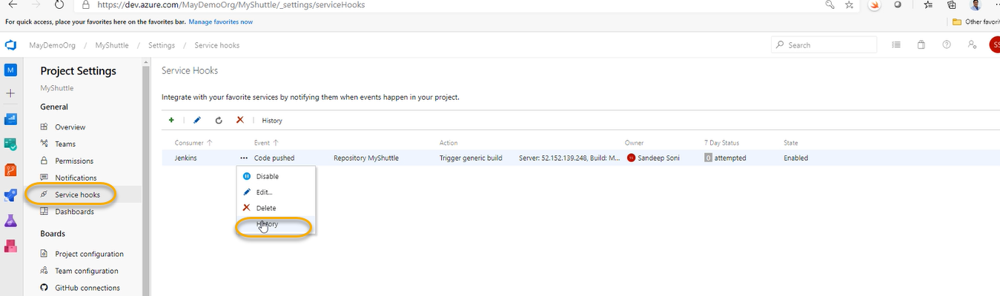 https://dev.azure.com/MayDemoOrg/MyShuttle/_settings/serviceHooks
For quick access, place your favorites here on the favorites bar. Manage favorites now
Other favorit
MayDemoOrg / MyShuttle / Settings / Service hooks
Search
SS
M
Project Settings
MyShuttle
General
Overview
Teams
Permissions
Notifications
Service hooks
Dashboards
Boards
Project configuration
Team configuration
GitHub connections
Service Hooks
Integrate with your favorite services by notifying them when events happen in your project.
History
Consumer Event Action Owner 7 Day Status State
Jenkins ... Code pushed Repository MyShuttle Trigger generic build Server: 52.152.139.248, Build: M... Sandeep Soni 0 attempted Enabled
Disable
Edit...
Delete
History